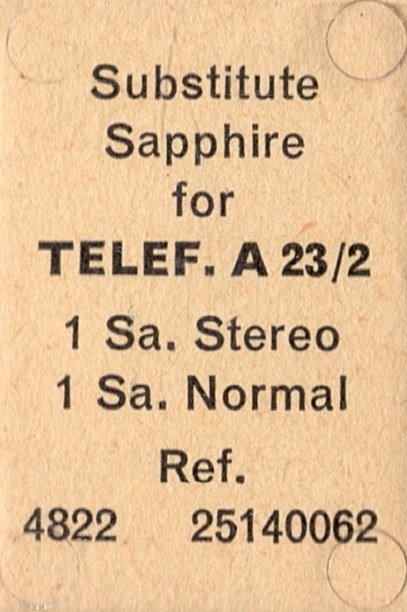 Substitute
Sapphire
for
TELEF. A 23/2
1 Sa. Stereo
1 Sa. Normal
Ref.
4822 25140062